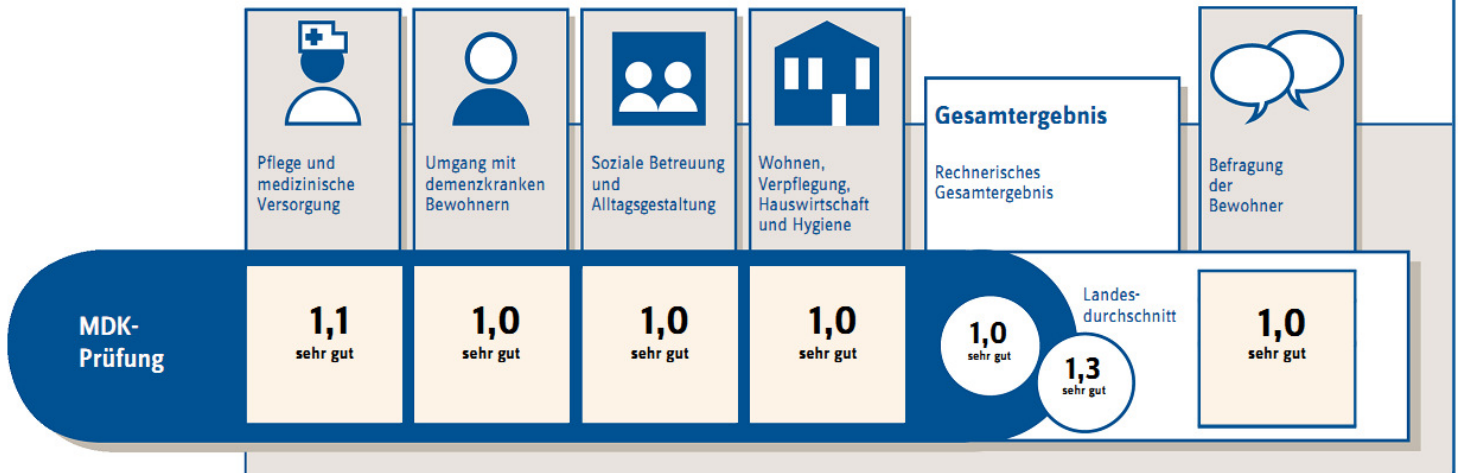 Pflege und
medizinische
Versorgung
Umgang mit
demenzkranken
Bewohnern
Soziale Betreuung
und
Alltagsgestaltung
Wohnen,
Verpflegung,
Hauswirtschaft
und Hygiene
Gesamtergebnis
Rechnerisches
Gesamtergebnis
Befragung
der
Bewohner
MDK-
Prüfung
1,1
sehr gut
1,0
sehr gut
1,0
sehr gut
1,0
sehr gut
1,0
sehr gut
Landes-
durchschnitt
1,3
sehr gut
1,0
sehr gut